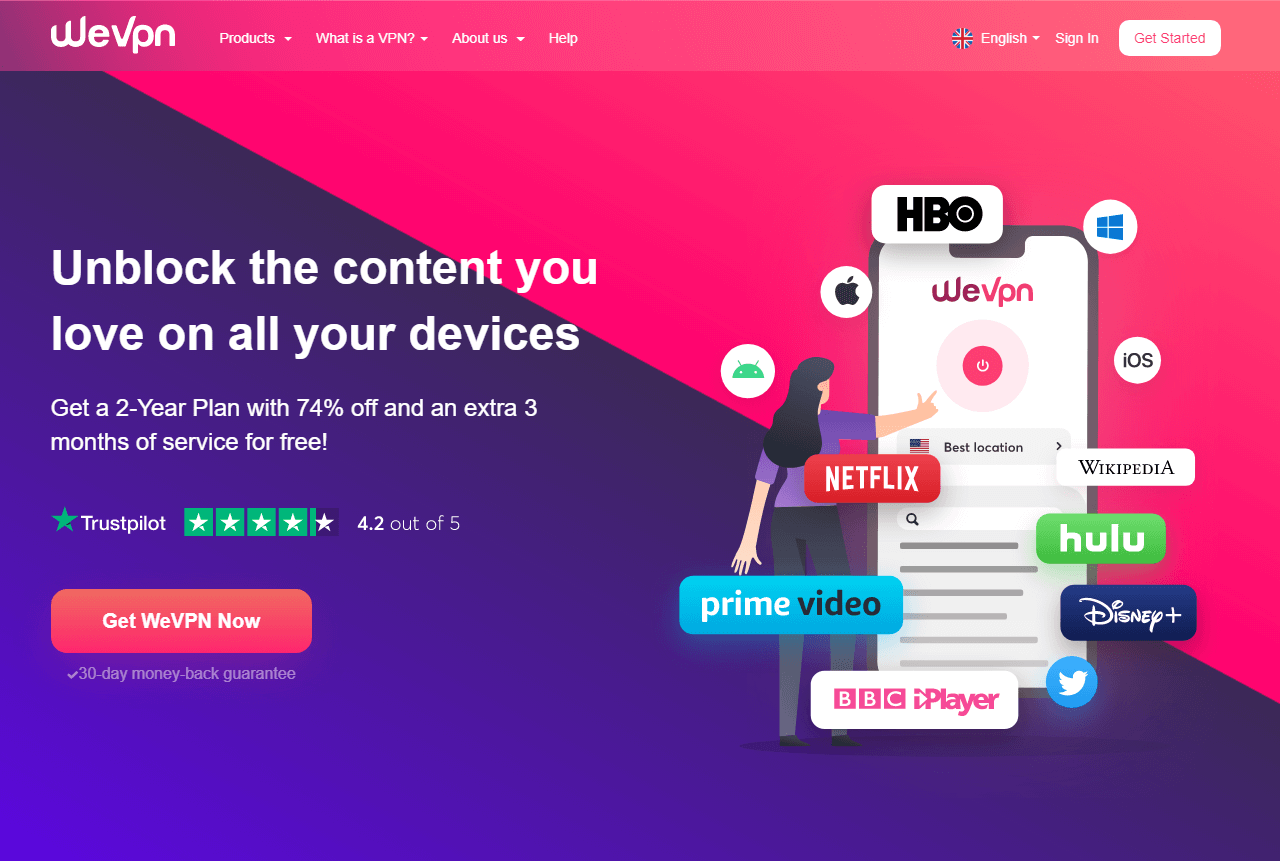 WeVpn
Products
What is a VPN?
About us
Help
English
Sign In
Get Started
Unblock the content you
love on all your devices
Get a 2-Year Plan with 74% off and an extra 3
months of service for free!
Trustpilot
4.2 out of 5
Get WeVPN Now
30-day money-back guarantee
HBO
WeVpn
iOS
Best location
NETFLIX
WIKIPEDIA
hulu
prime video
Disney+
BBC iPlayer